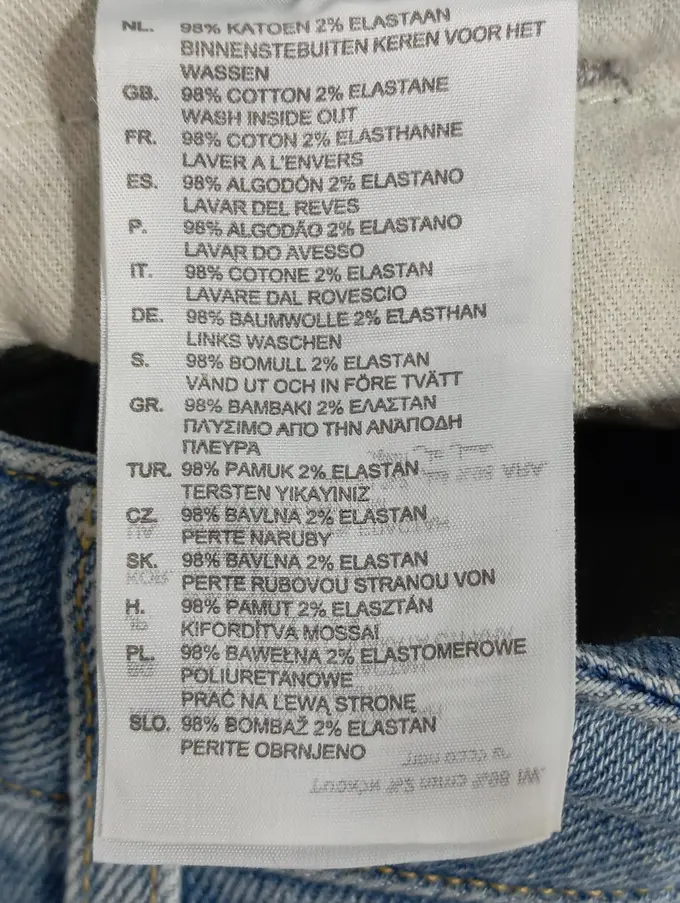 NL. 98% KATOEN 2% ELASTAAN
BINNENSTEBUITEN KEREN VOOR HET
WASSEN
GB. 98% COTTON 2% ELASTANE
WASH INSIDE OUT
FR. 98% COTON 2% ELASTHANNE
LAVER A L'ENVERS
ES. 98% ALGODÓN 2% ELASTANO
LAVAR DEL REVES
P. 98% ALGODÃO 2% ELASTANO
LAVAR DO AVESSO
IT. 98% COTONE 2% ELASTAN
LAVARE DAL ROVESCIO
DE. 98% BAUMWOLLE 2% ELASTHAN
LINKS WASCHEN
S. 98% BOMULL 2% ELASTAN
VÄND UT OCH IN FÖRE TVÄTT
GR. 98% BAMBAKI 2% ΕΛΑΣΤΑΝ
ΠΛΥΣΙΜΟ ΑΠΟ ΤΗΝ ΑΝΑΠΟΔΗ
ΠΛΕΥΡΑ
TUR. 98% PAMUK 2% ELASTAN
TERSTEN YIKAYINIZ
CZ. 98% BAVLNA 2% ELASTAN
PERTE NARUBY
SK. 98% BAVLNA 2% ELASTAN
PERTE RUBOVOU STRANOU VON
H. 98% PAMUT 2% ELASZTÁN
KIFORDÍTVA MOSSAI
PL. 98% BAWEŁNA 2% ELASTOMEROWE
POLIURETANOWE
PRAĆ NA LEWĄ STRONĘ
SLO. 98% BOMBAŽ 2% ELASTAN
PERITE OBRNJENO